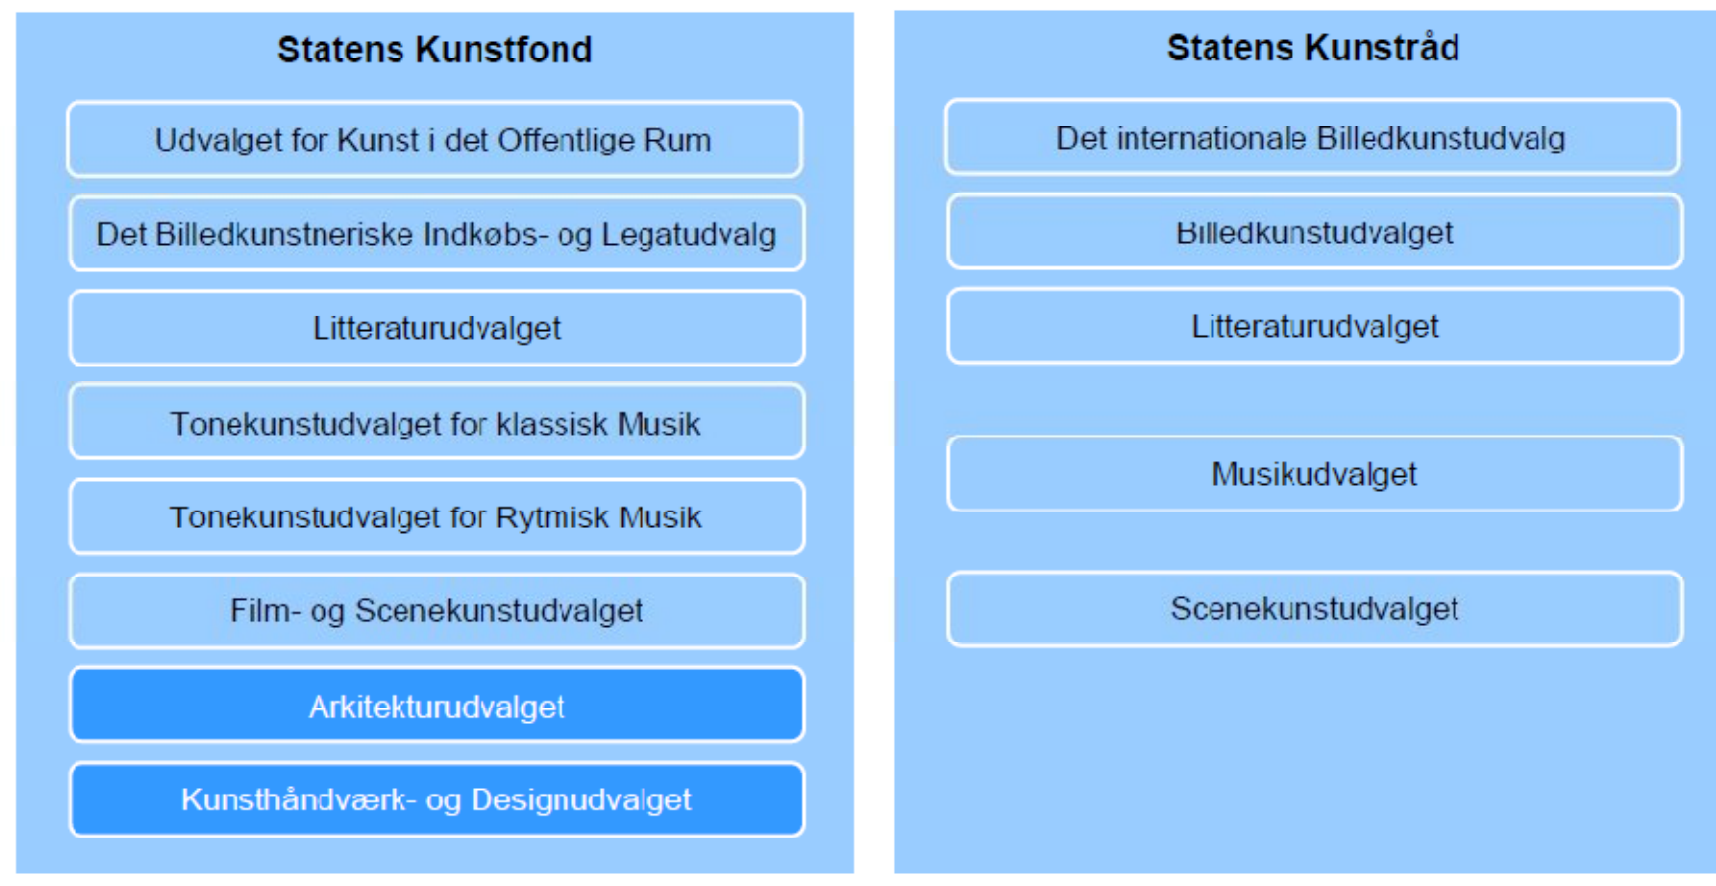 Statens Kunstfond
Udvalget for Kunst i det Offentlige Rum
Det Billedkunstneriske Indkøbs- og Legatudvalg
Litteraturudvalget
Tonekunstudvalget for klassisk Musik
Tonekunstudvalget for Rytmisk Musik
Film- og Scenekunstudvalget
Arkitekturudvalget
Kunsthåndværk- og Designudvalget
Statens Kunstråd
Det internationale Billedkunstudvalg
Billedkunstudvalget
Litteraturudvalget
Musikudvalget
Scenekunstudvalget